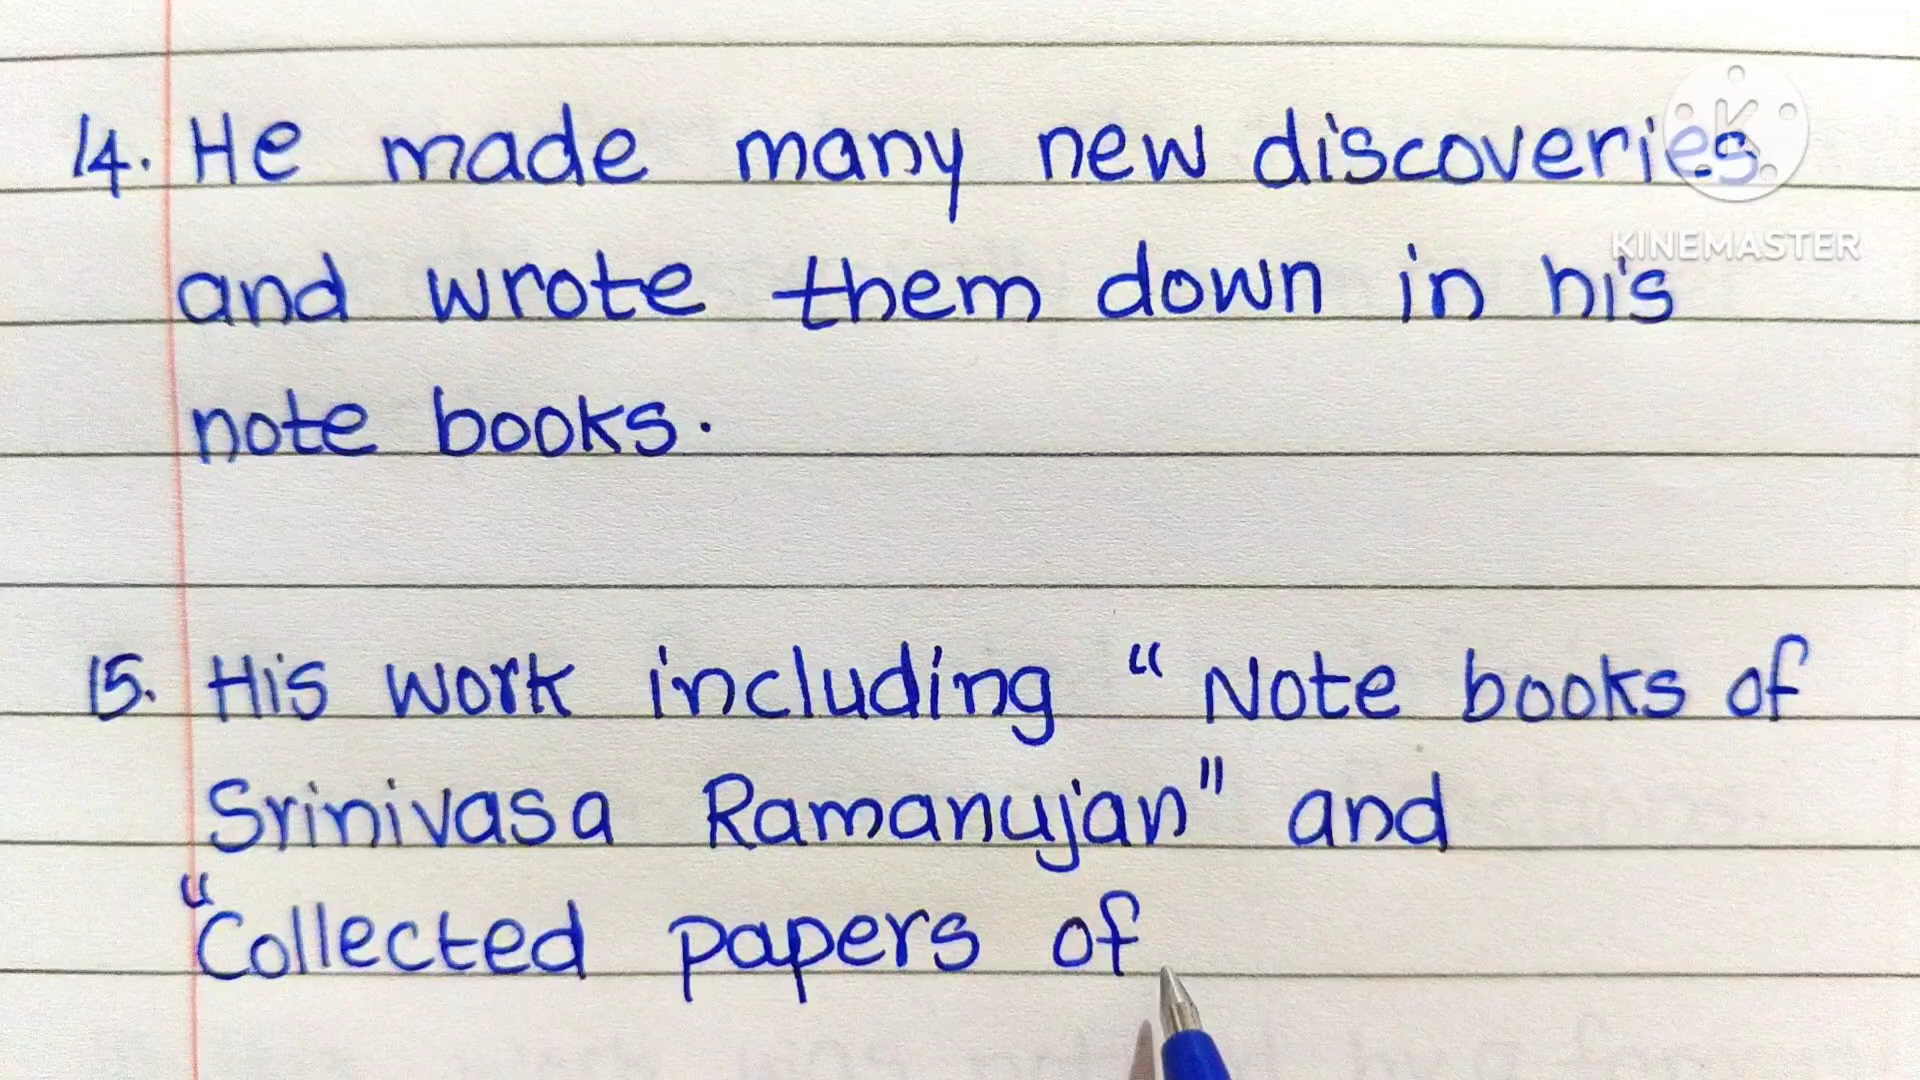 14. He made many new discoveries
KINEMASTER
and wrote them down in his
note books.
15. His work including "Note books of
Srinivasa Ramanujan" and
"Collected papers of